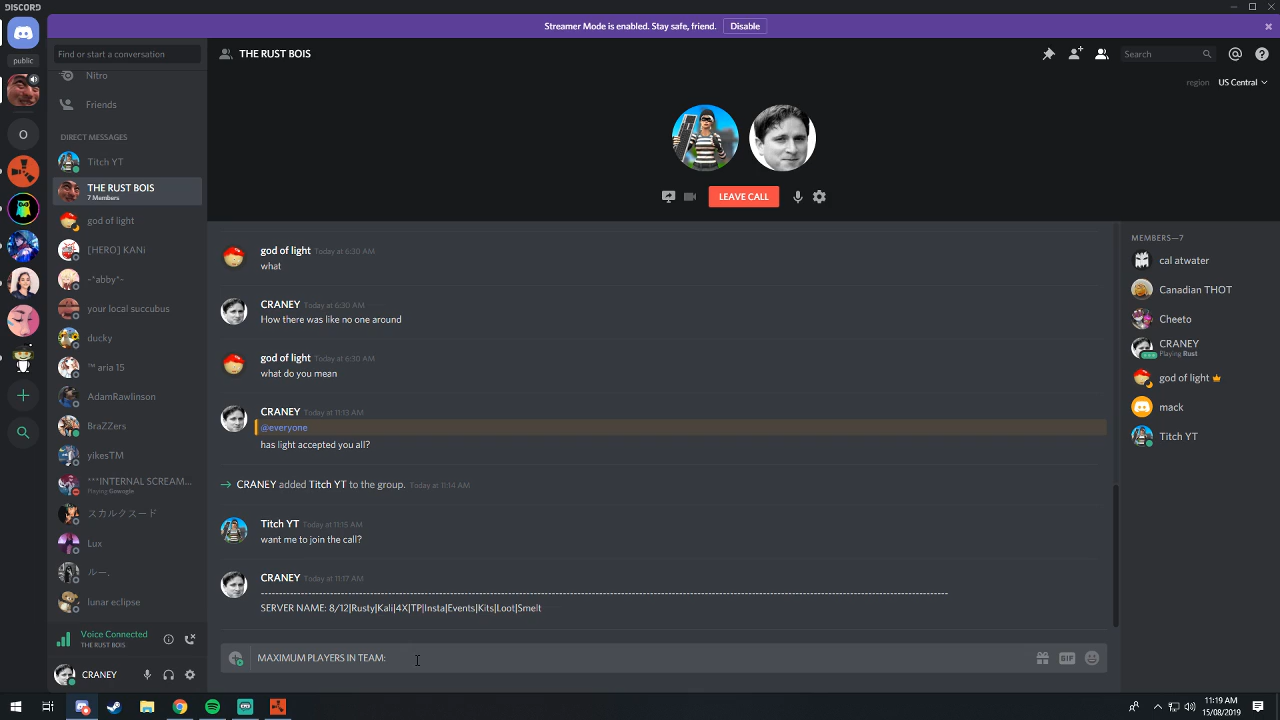 DISCORD
Streamer Mode is enabled. Stay safe, friend. Disable
public
Find or start a conversation
Nitro
Friends
DIRECT MESSAGES
Titch YT
THE RUST BOIS
7 Members
god of light
[HERO] KANi
-*abby*-
your local succubus
ducky
™ aria 15
AdamRawlinson
BraZZers
yikesTM
***INTERNAL SCREAM...
Playing Gowogle
スカルクスード
Lux
ルー.
lunar eclipse
Voice Connected
THE RUST BOIS
CRANEY
THE RUST BOIS
Search
region US Central
LEAVE CALL
god of light Today at 6:30 AM
what
CRANEY Today at 6:30 AM
How there was like no one around
god of light Today at 6:30 AM
what do you mean
CRANEY Today at 11:13 AM
@everyone
has light accepted you all?
CRANEY added Titch YT to the group. Today at 11:14 AM
Titch YT Today at 11:15 AM
want me to join the call?
CRANEY Today at 11:17 AM
SERVER NAME: 8/12|Rusty|Kali|4X|TP|Insta|Events|Kits|Loot|Smelt
MAXIMUM PLAYERS IN TEAM:
GIF
MEMBERS—7
cal atwater
Canadian THOT
Cheeto
CRANEY
Playing Rust
god of light
mack
Titch YT
O
11:19 AM
15/08/2019